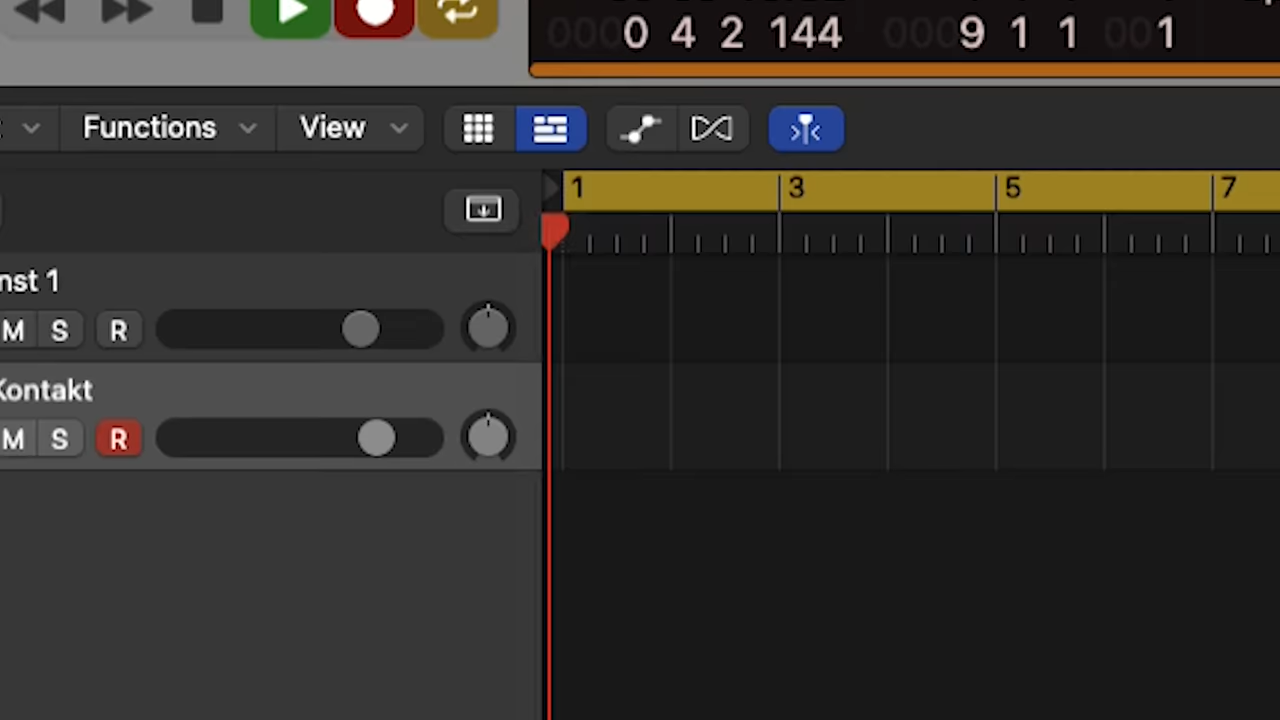 0 4 2 144 9 1 1 1
Functions View
1 3 5 7
nst 1
M S R
Kontakt
M S R